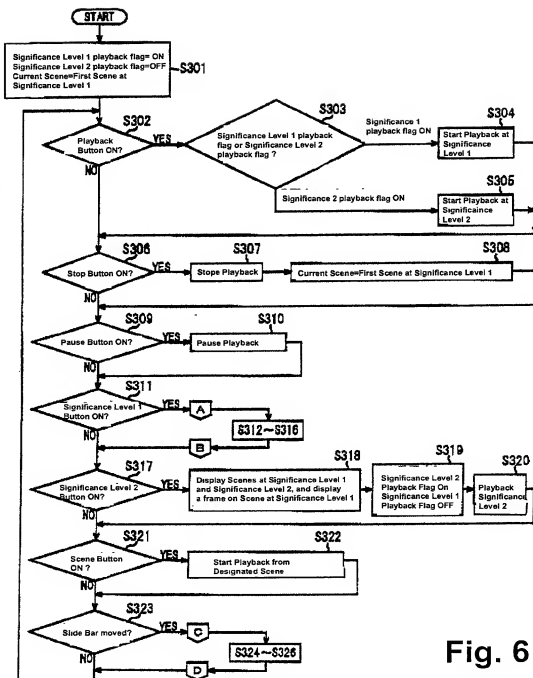 START
Significance Level 1 playback flag= ON
Significance Level 2 playback flag=OFF
Current Scene=First Scene at
Significance Level 1
S301
S302
Playback
Button ON?
YES
NO
S303
Significance Level 1 playback
flag or Significance Level 2
playback flag ?
Significance 1
playback flag ON
S304
Start Playback at
Significance
Level 1
Significance 2 playback flag ON
S305
Start Playback at
Significaince
Level 2
S306
Stop Button ON?
YES
NO
S307
Stope Playback
S308
Current Scene=First Scene at Significance Level 1
S309
Pause Button ON?
YES
NO
S310
Pause Playback
S311
Significance Level 1
Button ON?
YES
NO
A
S312~S316
B
S317
Significance Level 2
Button ON?
YES
NO
S318
Display Scenes at Significance Level 1
and Significance Level 2, and display
a frame on Scene at Significance Level 1
S319
Significance Level 2
Playback Flag On
Significance Level 1
Playback Flag OFF
S320
Playback
Significance
Level 2
S321
Scene Button
ON ?
YES
NO
S322
Start Playback from
Designated Scene
S323
Slide Bar moved?
YES
NO
C
S324~S326
D
Fig. 6